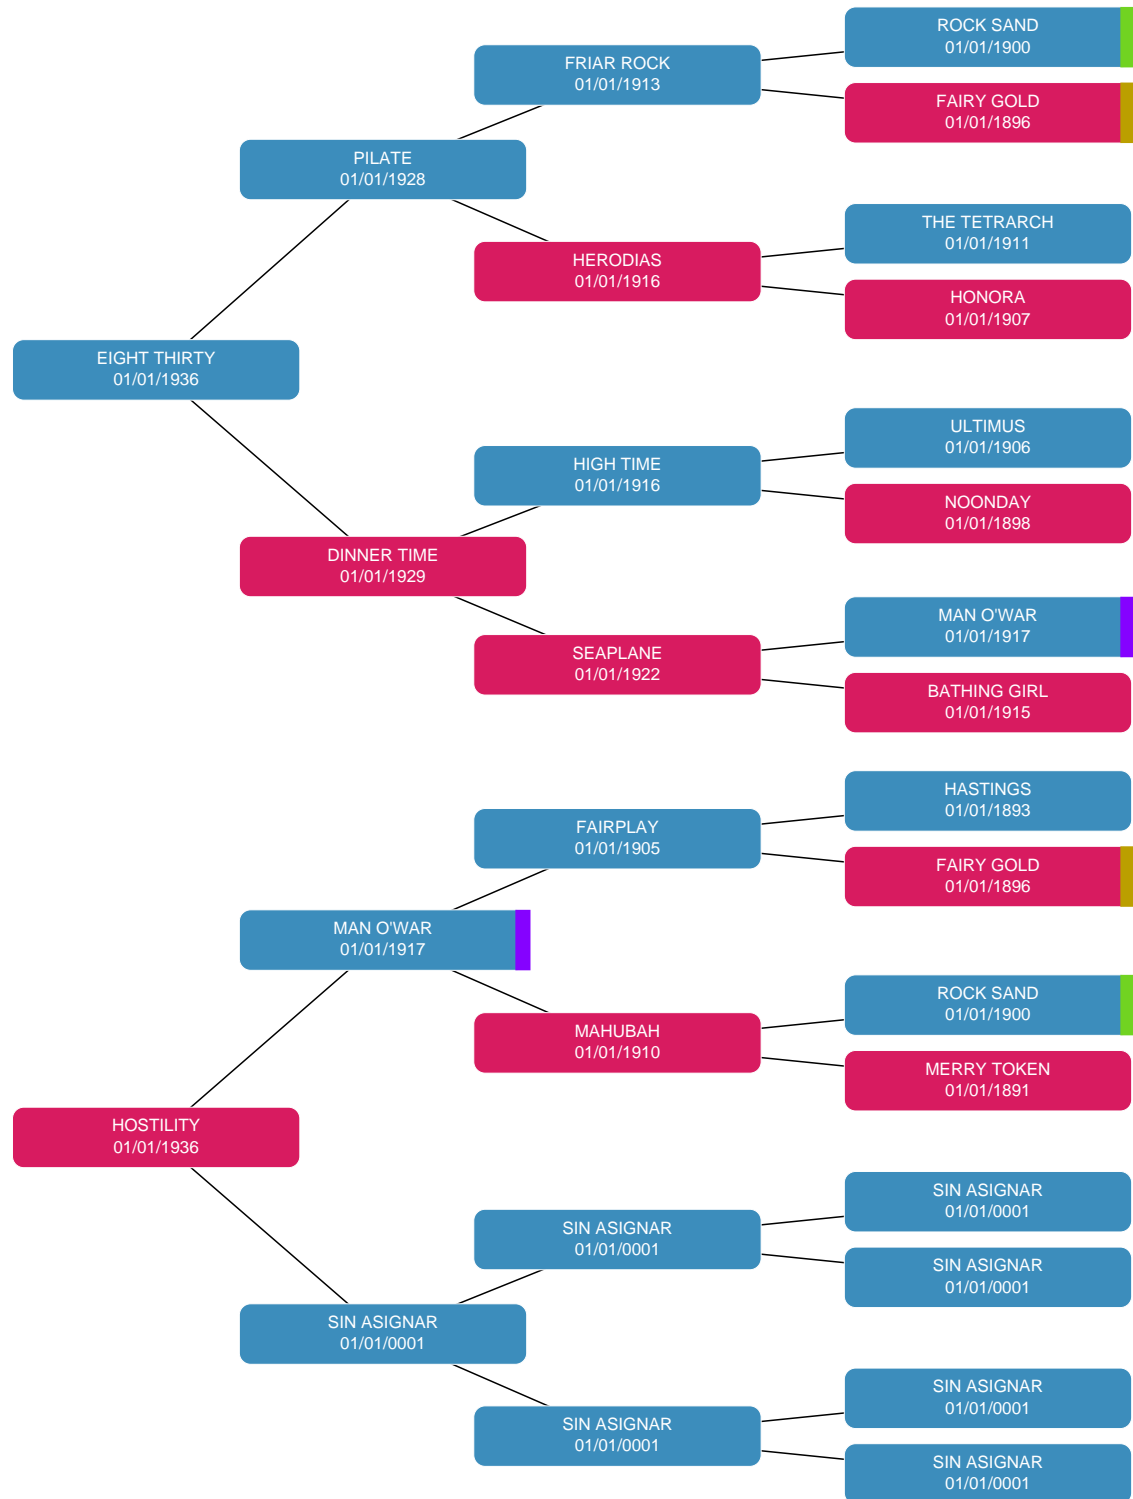 ROCK SAND
01/01/1900
FRIAR ROCK
01/01/1913
FAIRY GOLD
01/01/1896
PILATE
01/01/1928
THE TETRARCH
01/01/1911
HERODIAS
01/01/1916
HONORA
01/01/1907
EIGHT THIRTY
01/01/1936
ULTIMUS
01/01/1906
HIGH TIME
01/01/1916
NOONDAY
01/01/1898
DINNER TIME
01/01/1929
MAN O'WAR
01/01/1917
SEAPLANE
01/01/1922
BATHING GIRL
01/01/1915
HASTINGS
01/01/1893
FAIRPLAY
01/01/1905
FAIRY GOLD
01/01/1896
MAN O'WAR
01/01/1917
ROCK SAND
01/01/1900
MAHUBAH
01/01/1910
MERRY TOKEN
01/01/1891
HOSTILITY
01/01/1936
SIN ASIGNAR
01/01/0001
SIN ASIGNAR
01/01/0001
SIN ASIGNAR
01/01/0001
SIN ASIGNAR
01/01/0001
SIN ASIGNAR
01/01/0001
SIN ASIGNAR
01/01/0001
SIN ASIGNAR
01/01/0001